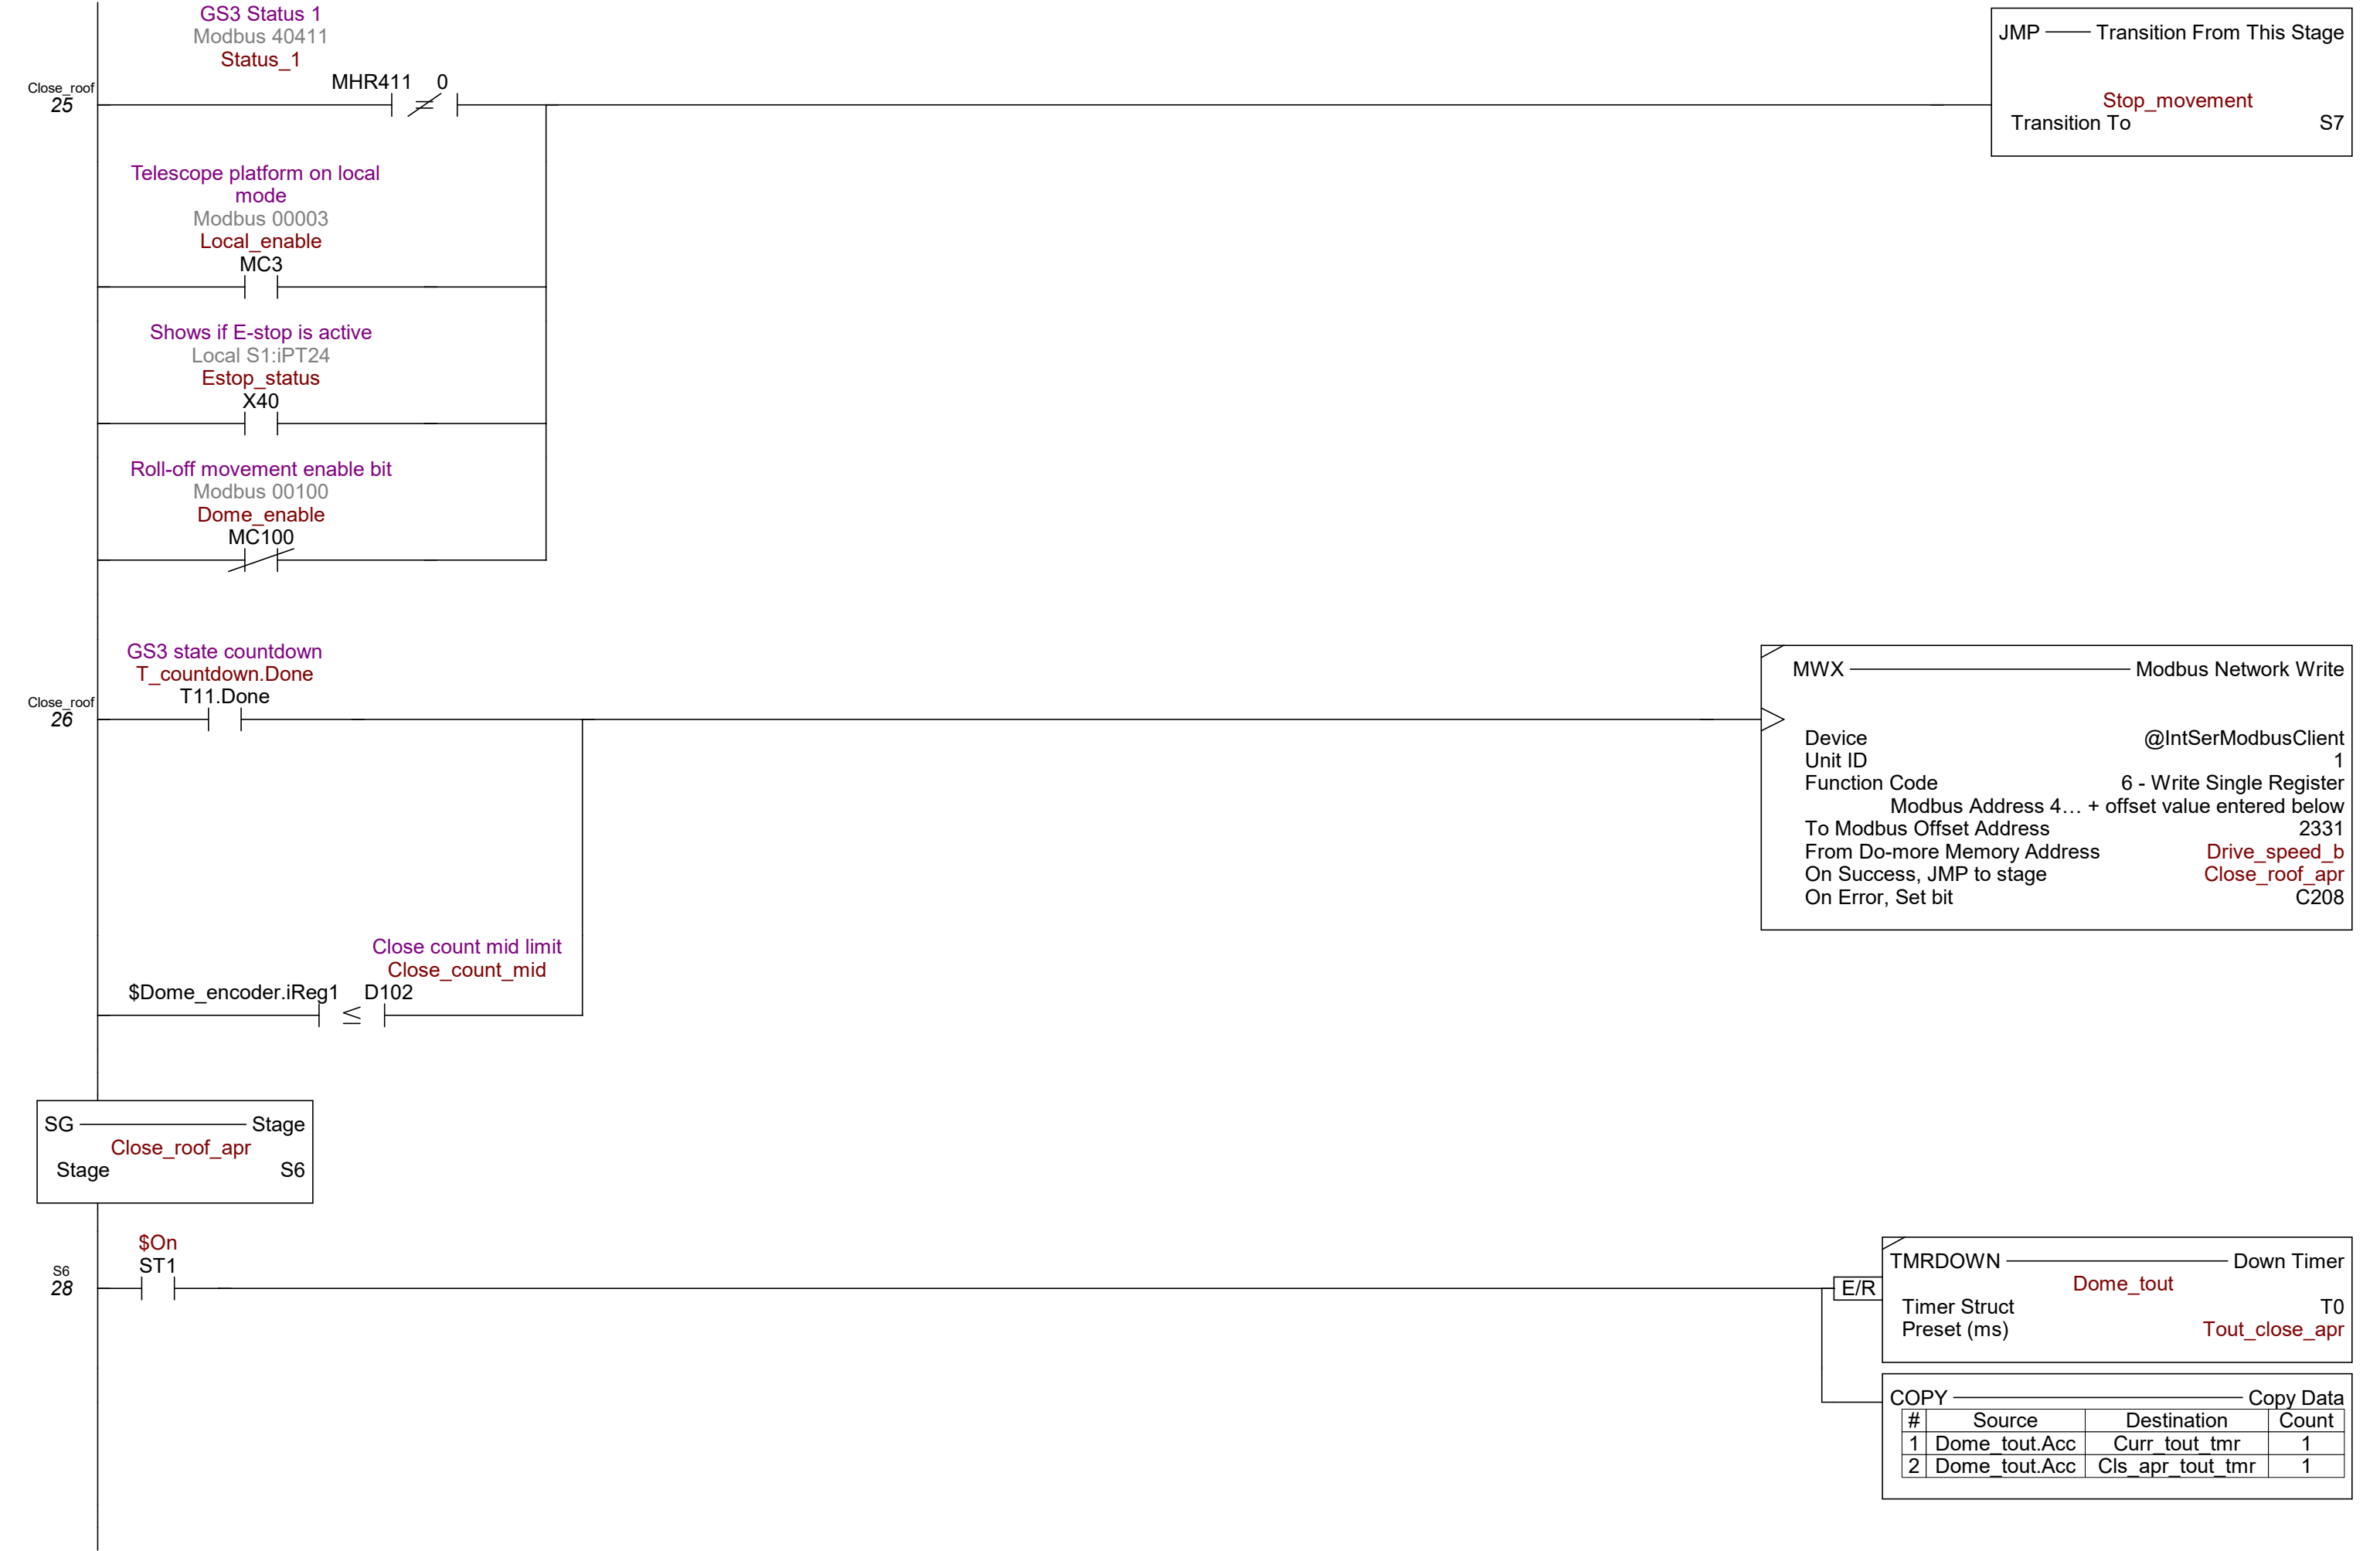 GS3 Status 1
Modbus 40411
Status_1
MHR411 ≠ 0
Close_roof
25
JMP Transition From This Stage
Stop_movement
Transition To S7
Telescope platform on local
mode
Modbus 00003
Local_enable
MC3
Shows if E-stop is active
Local S1:iPT24
Estop_status
X40
Roll-off movement enable bit
Modbus 00100
Dome_enable
MC100
GS3 state countdown
T_countdown.Done
T11.Done
Close_roof
26
MWX Modbus Network Write
Device @IntSerModbusClient
Unit ID 1
Function Code 6 - Write Single Register
Modbus Address 4… + offset value entered below
To Modbus Offset Address 2331
From Do-more Memory Address Drive_speed_b
On Success, JMP to stage Close_roof_apr
On Error, Set bit C208
Close count mid limit
Close_count_mid
$Dome_encoder.iReg1 ≤ D102
SG Stage
Close_roof_apr
Stage S6
$On
ST1
S6
28
E/R
TMRDOWN Down Timer
Dome_tout
Timer Struct T0
Preset (ms) Tout_close_apr
COPY Copy Data
# Source Destination Count
1 Dome_tout.Acc Curr_tout_tmr 1
2 Dome_tout.Acc Cls_apr_tout_tmr 1